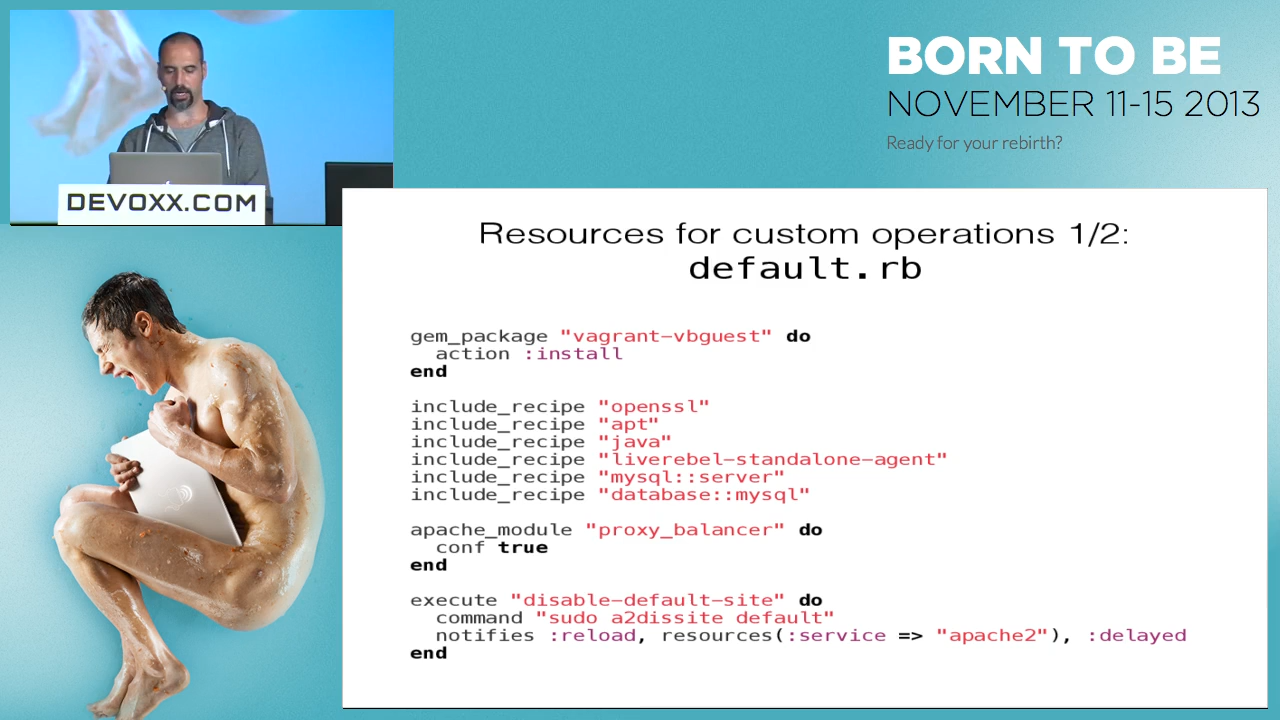 BORN TO BE
NOVEMBER 11-15 2013
Ready for your rebirth?
DEVOXX.COM
Resources for custom operations 1/2:
default.rb
gem_package "vagrant-vbguest" do
  action :install
end
include_recipe "openssl"
include_recipe "apt"
include_recipe "java"
include_recipe "liverebel-standalone-agent"
include_recipe "mysql::server"
include_recipe "database::mysql"
apache_module "proxy_balancer" do
  conf true
end
execute "disable-default-site" do
  command "sudo a2dissite default"
  notifies :reload, resources(:service => "apache2"), :delayed
end